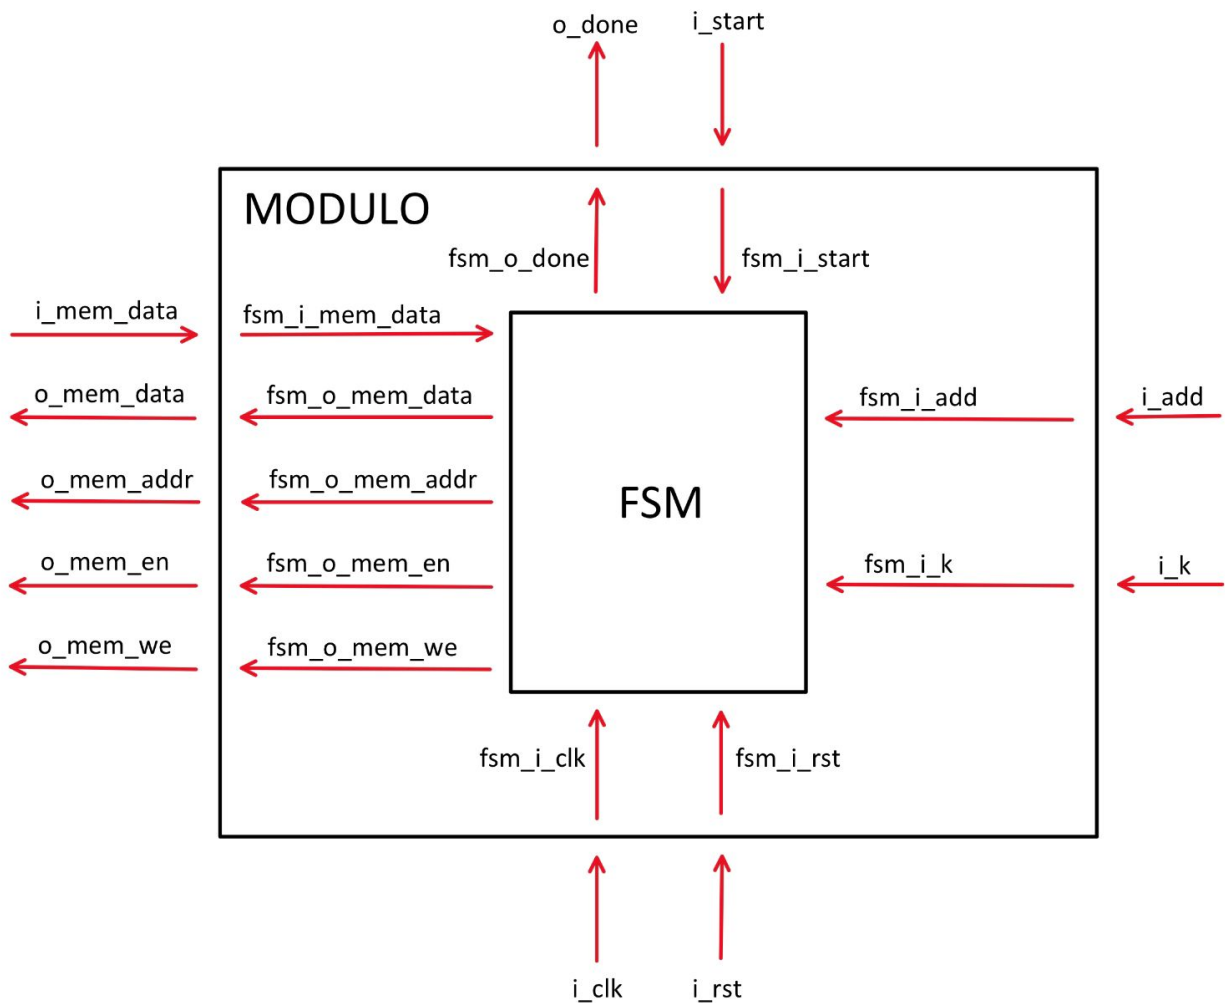 o_done i_start
MODULO
fsm_o_done fsm_i_start
i_mem_data fsm_i_mem_data
o_mem_data fsm_o_mem_data fsm_i_add i_add
o_mem_addr fsm_o_mem_addr
FSM
o_mem_en fsm_o_mem_en fsm_i_k i_k
o_mem_we fsm_o_mem_we
fsm_i_clk fsm_i_rst
i_clk i_rst